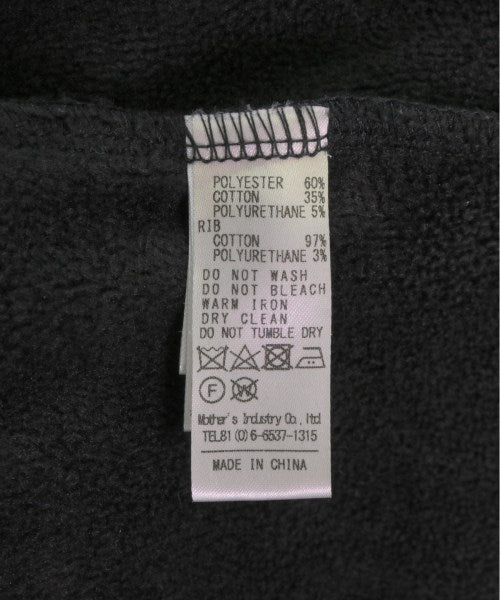 POLYESTER 60%
COTTON 35%
POLYURETHANE 5%
RIB
COTTON 97%
POLYURETHANE 3%
DO NOT WASH
DO NOT BLEACH
WARM IRON
DRY CLEAN
DO NOT TUMBLE DRY
F W
Mother's Industry Co., ltd
TEL81 (0) 6-6537-1315
MADE IN CHINA